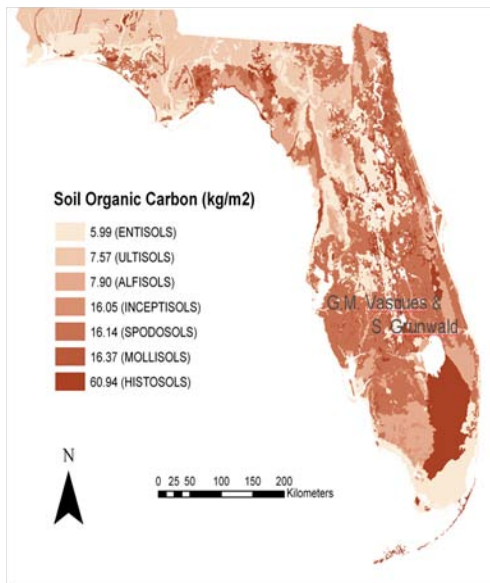 Soil Organic Carbon (kg/m2)
5.99 (ENTISOLS)
7.57 (ULTISOLS)
7.90 (ALFISOLS)
16.05 (INCEPTISOLS)
16.14 (SPODOSOLS)
16.37 (MOLLISOLS)
60.94 (HISTOSOLS)
G.M. Vasques &
S. Grunwald
N
0 25 50 100 150 200
Kilometers